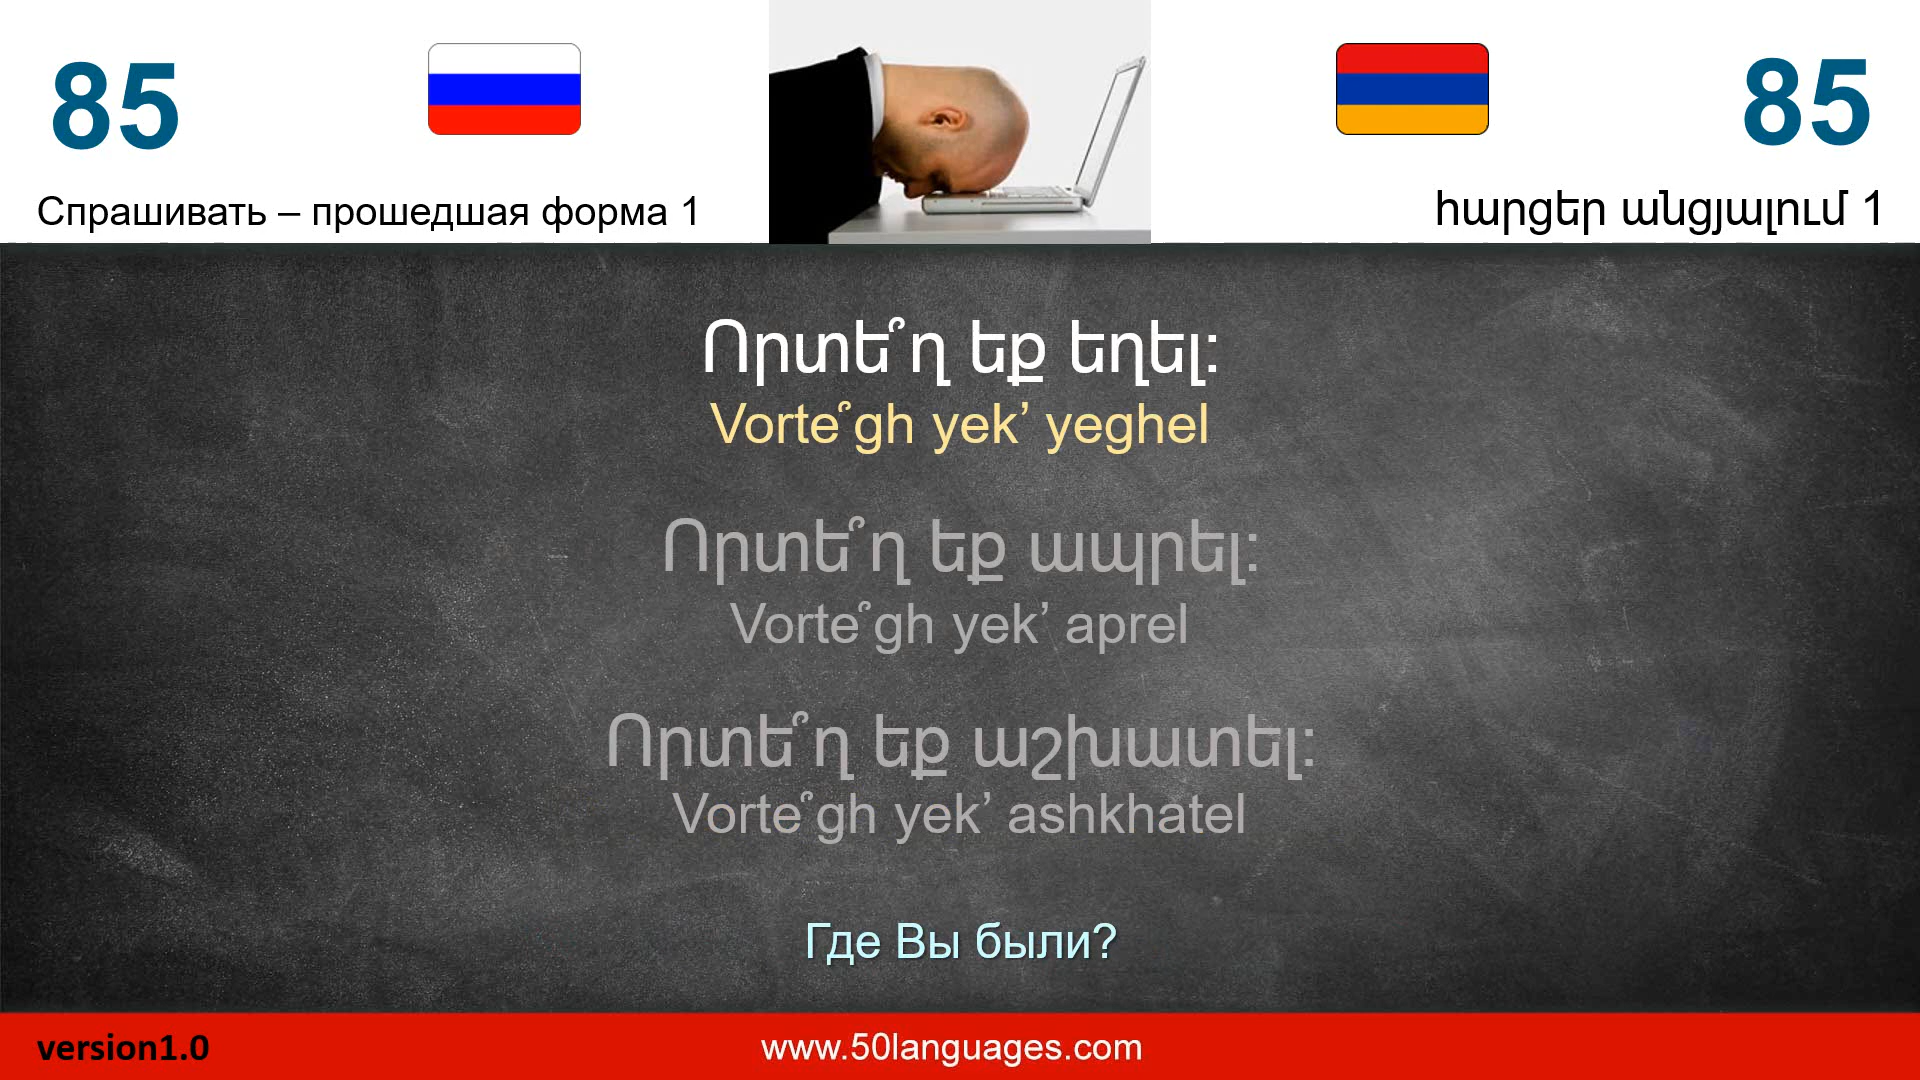 85
85
Спрашивать – прошедшая форма 1
հարցեր անցյալում 1
Որտե՞ղ եք եղել:
Vorte՞gh yek’ yeghel
Որտե՞ղ եք ապրել:
Vorte՞gh yek’ aprel
Որտե՞ղ եք աշխատել:
Vorte՞gh yek’ ashkhatel
Где Вы были?
version1.0
www.50languages.com